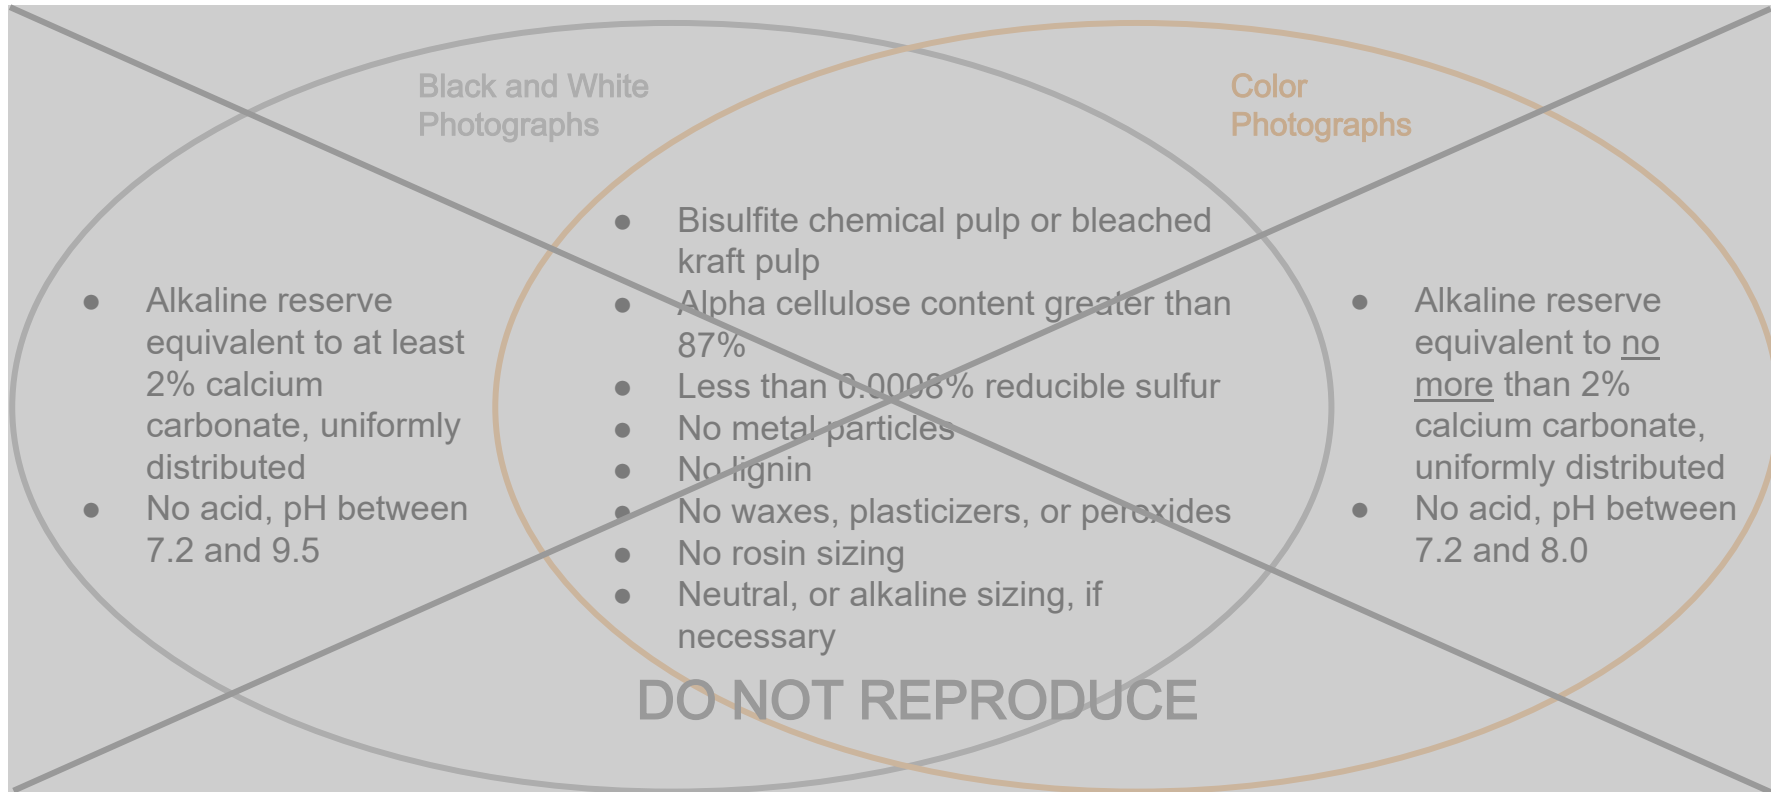 Black and White
Photographs
Color
Photographs
● Alkaline reserve
equivalent to at least
2% calcium
carbonate, uniformly
distributed
● No acid, pH between
7.2 and 9.5
● Bisulfite chemical pulp or bleached
kraft pulp
● Alpha cellulose content greater than
87%
● Less than 0.0008% reducible sulfur
● No metal particles
● No lignin
● No waxes, plasticizers, or peroxides
● No rosin sizing
● Neutral, or alkaline sizing, if
necessary
● Alkaline reserve
equivalent to no
more than 2%
calcium carbonate,
uniformly distributed
● No acid, pH between
7.2 and 8.0
DO NOT REPRODUCE